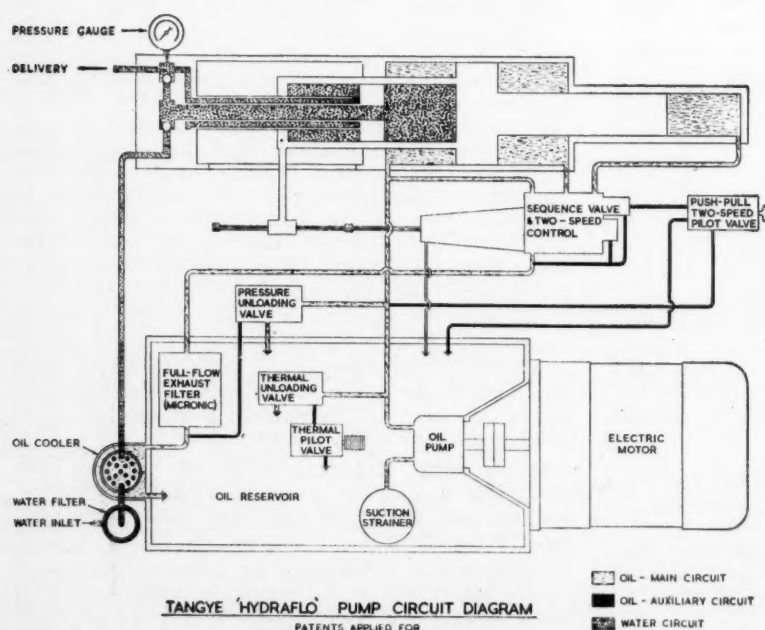 PRESSURE GAUGE
DELIVERY
SEQUENCE VALVE
& TWO-SPEED
CONTROL
PUSH-PULL
TWO-SPEED
PILOT VALVE
PRESSURE
UNLOADING
VALVE
FULL-FLOW
EXHAUST
FILTER
(MICRONIC)
THERMAL
UNLOADING
VALVE
THERMAL
PILOT
VALVE
OIL
PUMP
ELECTRIC
MOTOR
OIL COOLER
OIL RESERVOIR
WATER FILTER
WATER INLET
SUCTION
STRAINER
OIL - MAIN CIRCUIT
OIL - AUXILIARY CIRCUIT
WATER CIRCUIT
TANGYE 'HYDRAFLO' PUMP CIRCUIT DIAGRAM
PATENTS APPLIED FOR